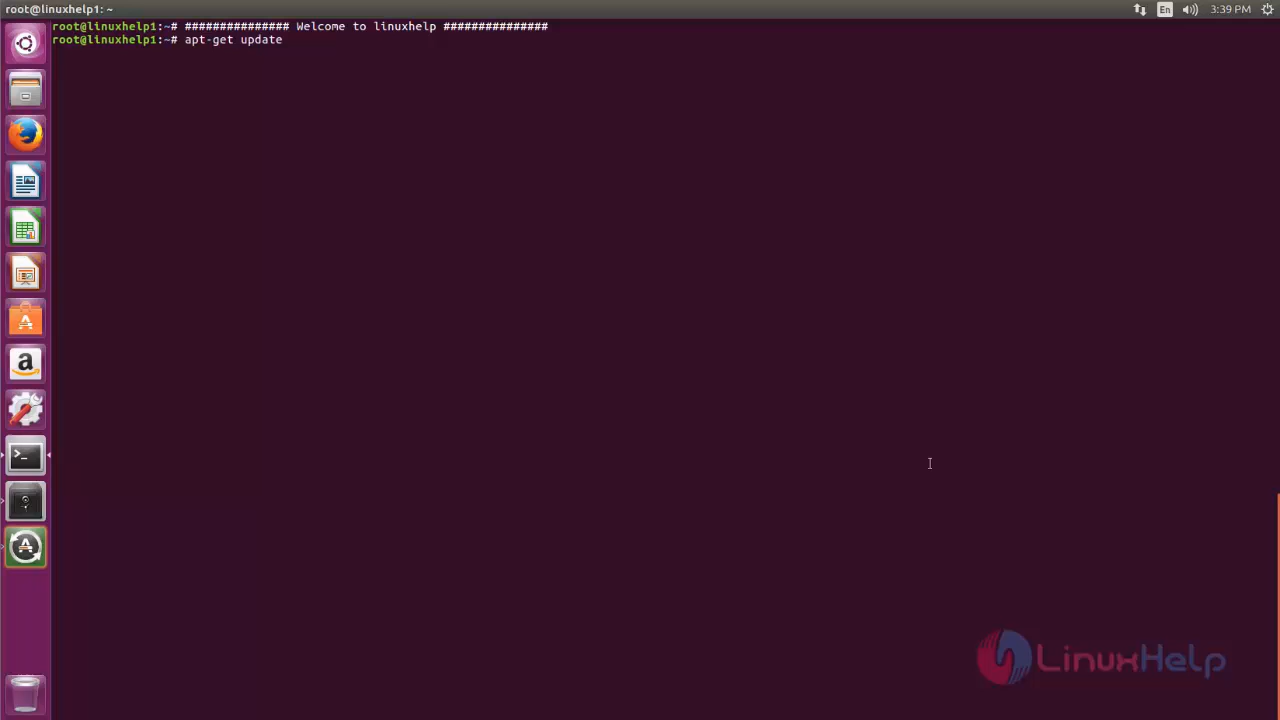 root@linuxhelp1: ~
En
3:39 PM
root@linuxhelp1:~# ############### Welcome to linuxhelp ###############
root@linuxhelp1:~# apt-get update
a
>_
LinuxHelp